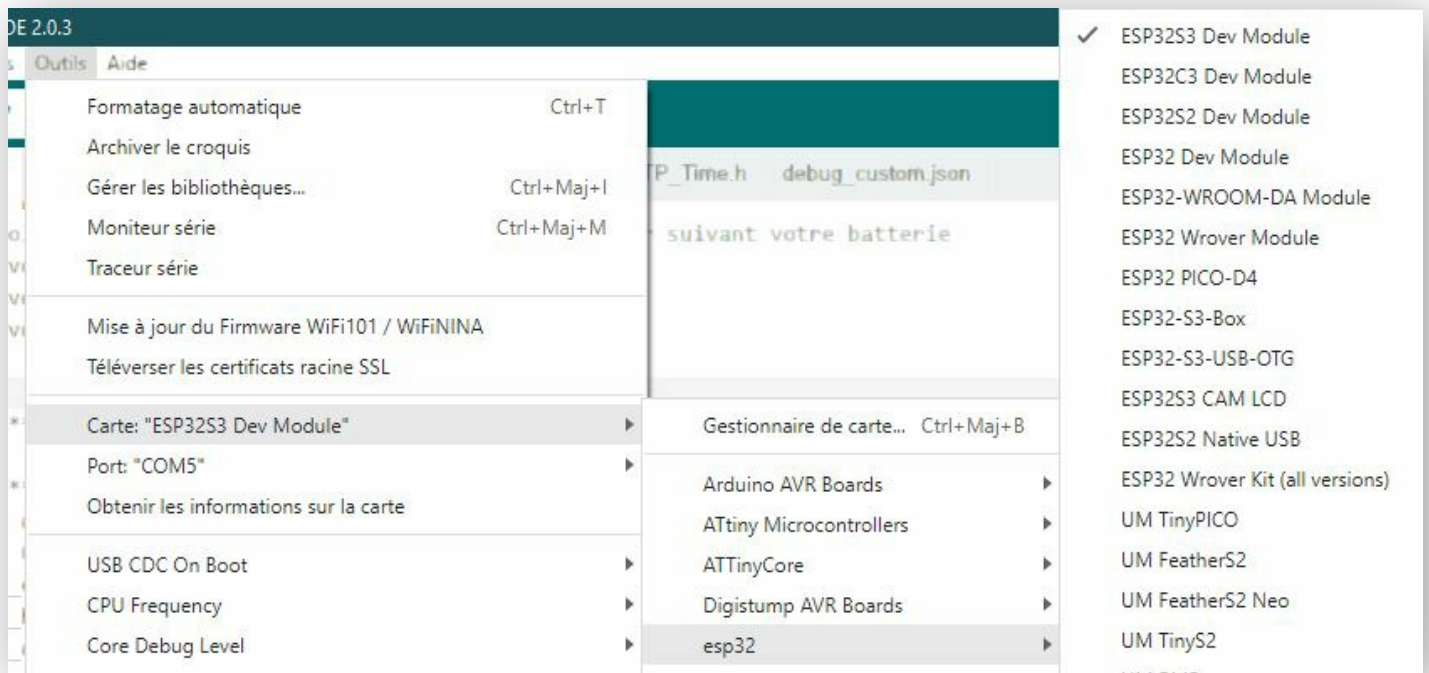 DE 2.0.3
Outils Aide
Formatage automatique Ctrl+T
Archiver le croquis
Gérer les bibliothèques... Ctrl+Maj+I
Moniteur série Ctrl+Maj+M
Traceur série
Mise à jour du Firmware WiFi101 / WiFiNINA
Téléverser les certificats racine SSL
Carte: "ESP32S3 Dev Module"
Port: "COM5"
Obtenir les informations sur la carte
USB CDC On Boot
CPU Frequency
Core Debug Level
TP_Time.h debug_custom.json
suivant votre batterie
Gestionnaire de carte... Ctrl+Maj+B
Arduino AVR Boards
ATtiny Microcontrollers
ATTinyCore
Digistump AVR Boards
esp32
ESP32S3 Dev Module
ESP32C3 Dev Module
ESP32S2 Dev Module
ESP32 Dev Module
ESP32-WROOM-DA Module
ESP32 Wrover Module
ESP32 PICO-D4
ESP32-S3-Box
ESP32-S3-USB-OTG
ESP32S3 CAM LCD
ESP32S2 Native USB
ESP32 Wrover Kit (all versions)
UM TinyPICO
UM FeatherS2
UM FeatherS2 Neo
UM TinyS2